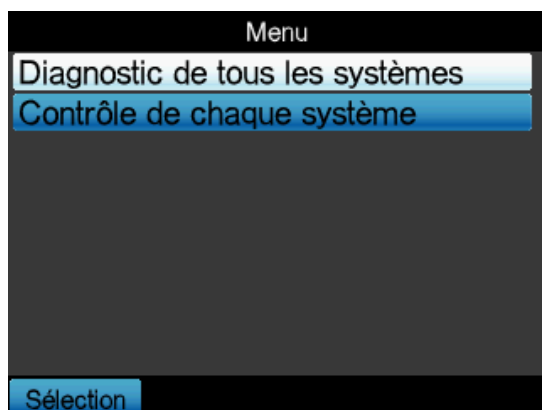 Menu
Diagnostic de tous les systèmes
Contrôle de chaque système
Sélection